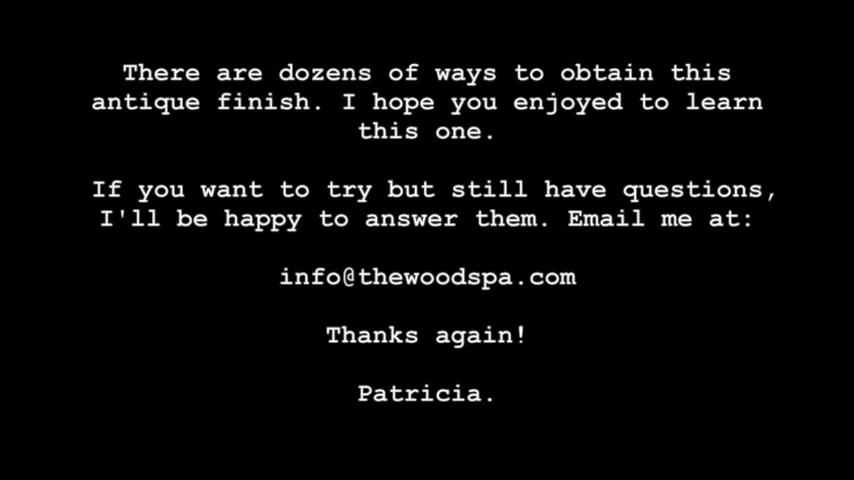 There are dozens of ways to obtain this
antique finish. I hope you enjoyed to learn
this one.
If you want to try but still have questions,
I'll be happy to answer them. Email me at:
info@thewoodspa.com
Thanks again!
Patricia.